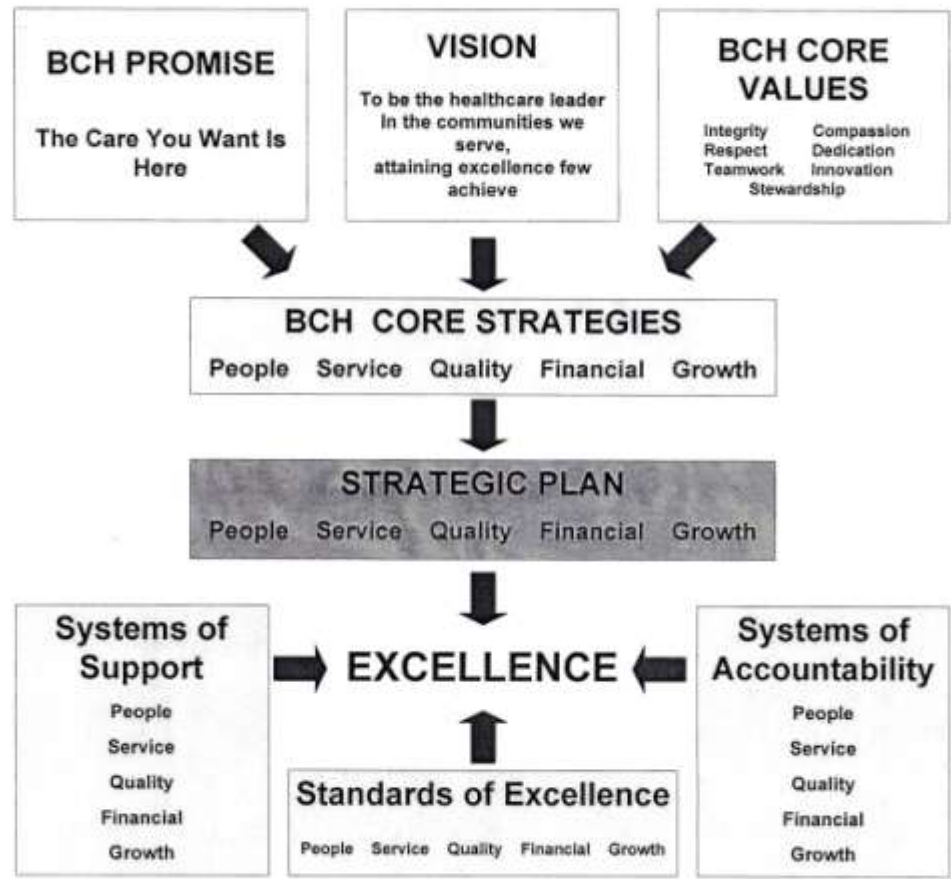 BCH PROMISE
The Care You Want Is
Here
VISION
To be the healthcare leader
In the communities we
serve,
attaining excellence few
achieve
BCH CORE
VALUES
Integrity Compassion
Respect Dedication
Teamwork Innovation
Stewardship
BCH CORE STRATEGIES
People Service Quality Financial Growth
STRATEGIC PLAN
People Service Quality Financial Growth
Systems of
Support
People
Service
Quality
Financial
Growth
EXCELLENCE
Systems of
Accountability
People
Service
Quality
Financial
Growth
Standards of Excellence
People Service Quality Financial Growth